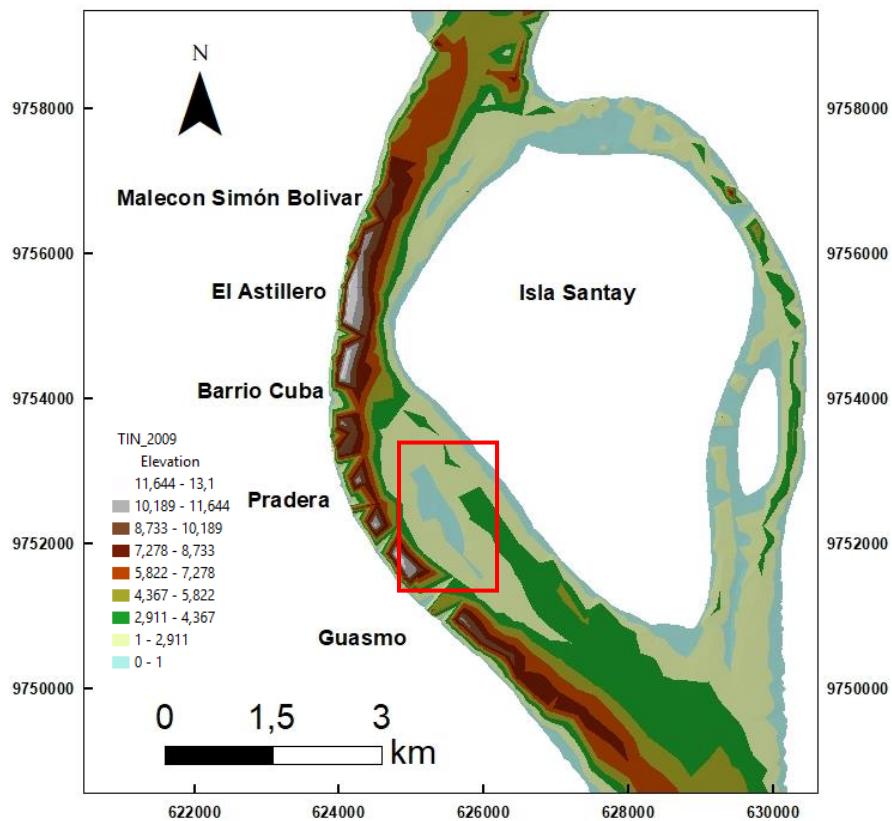 N
9758000
9758000
Malecon Simón Bolivar
9756000
9756000
El Astillero
Isla Santay
Barrio Cuba
9754000
9754000
TIN_2009
Elevation
11,644 - 13,1
10,189 - 11,644
8,733 - 10,189
7,278 - 8,733
5,822 - 7,278
4,367 - 5,822
2,911 - 4,367
1 - 2,911
0 - 1
Pradera
9752000
9752000
Guasmo
9750000
9750000
0 1,5 3
km
622000 624000 626000 628000 630000